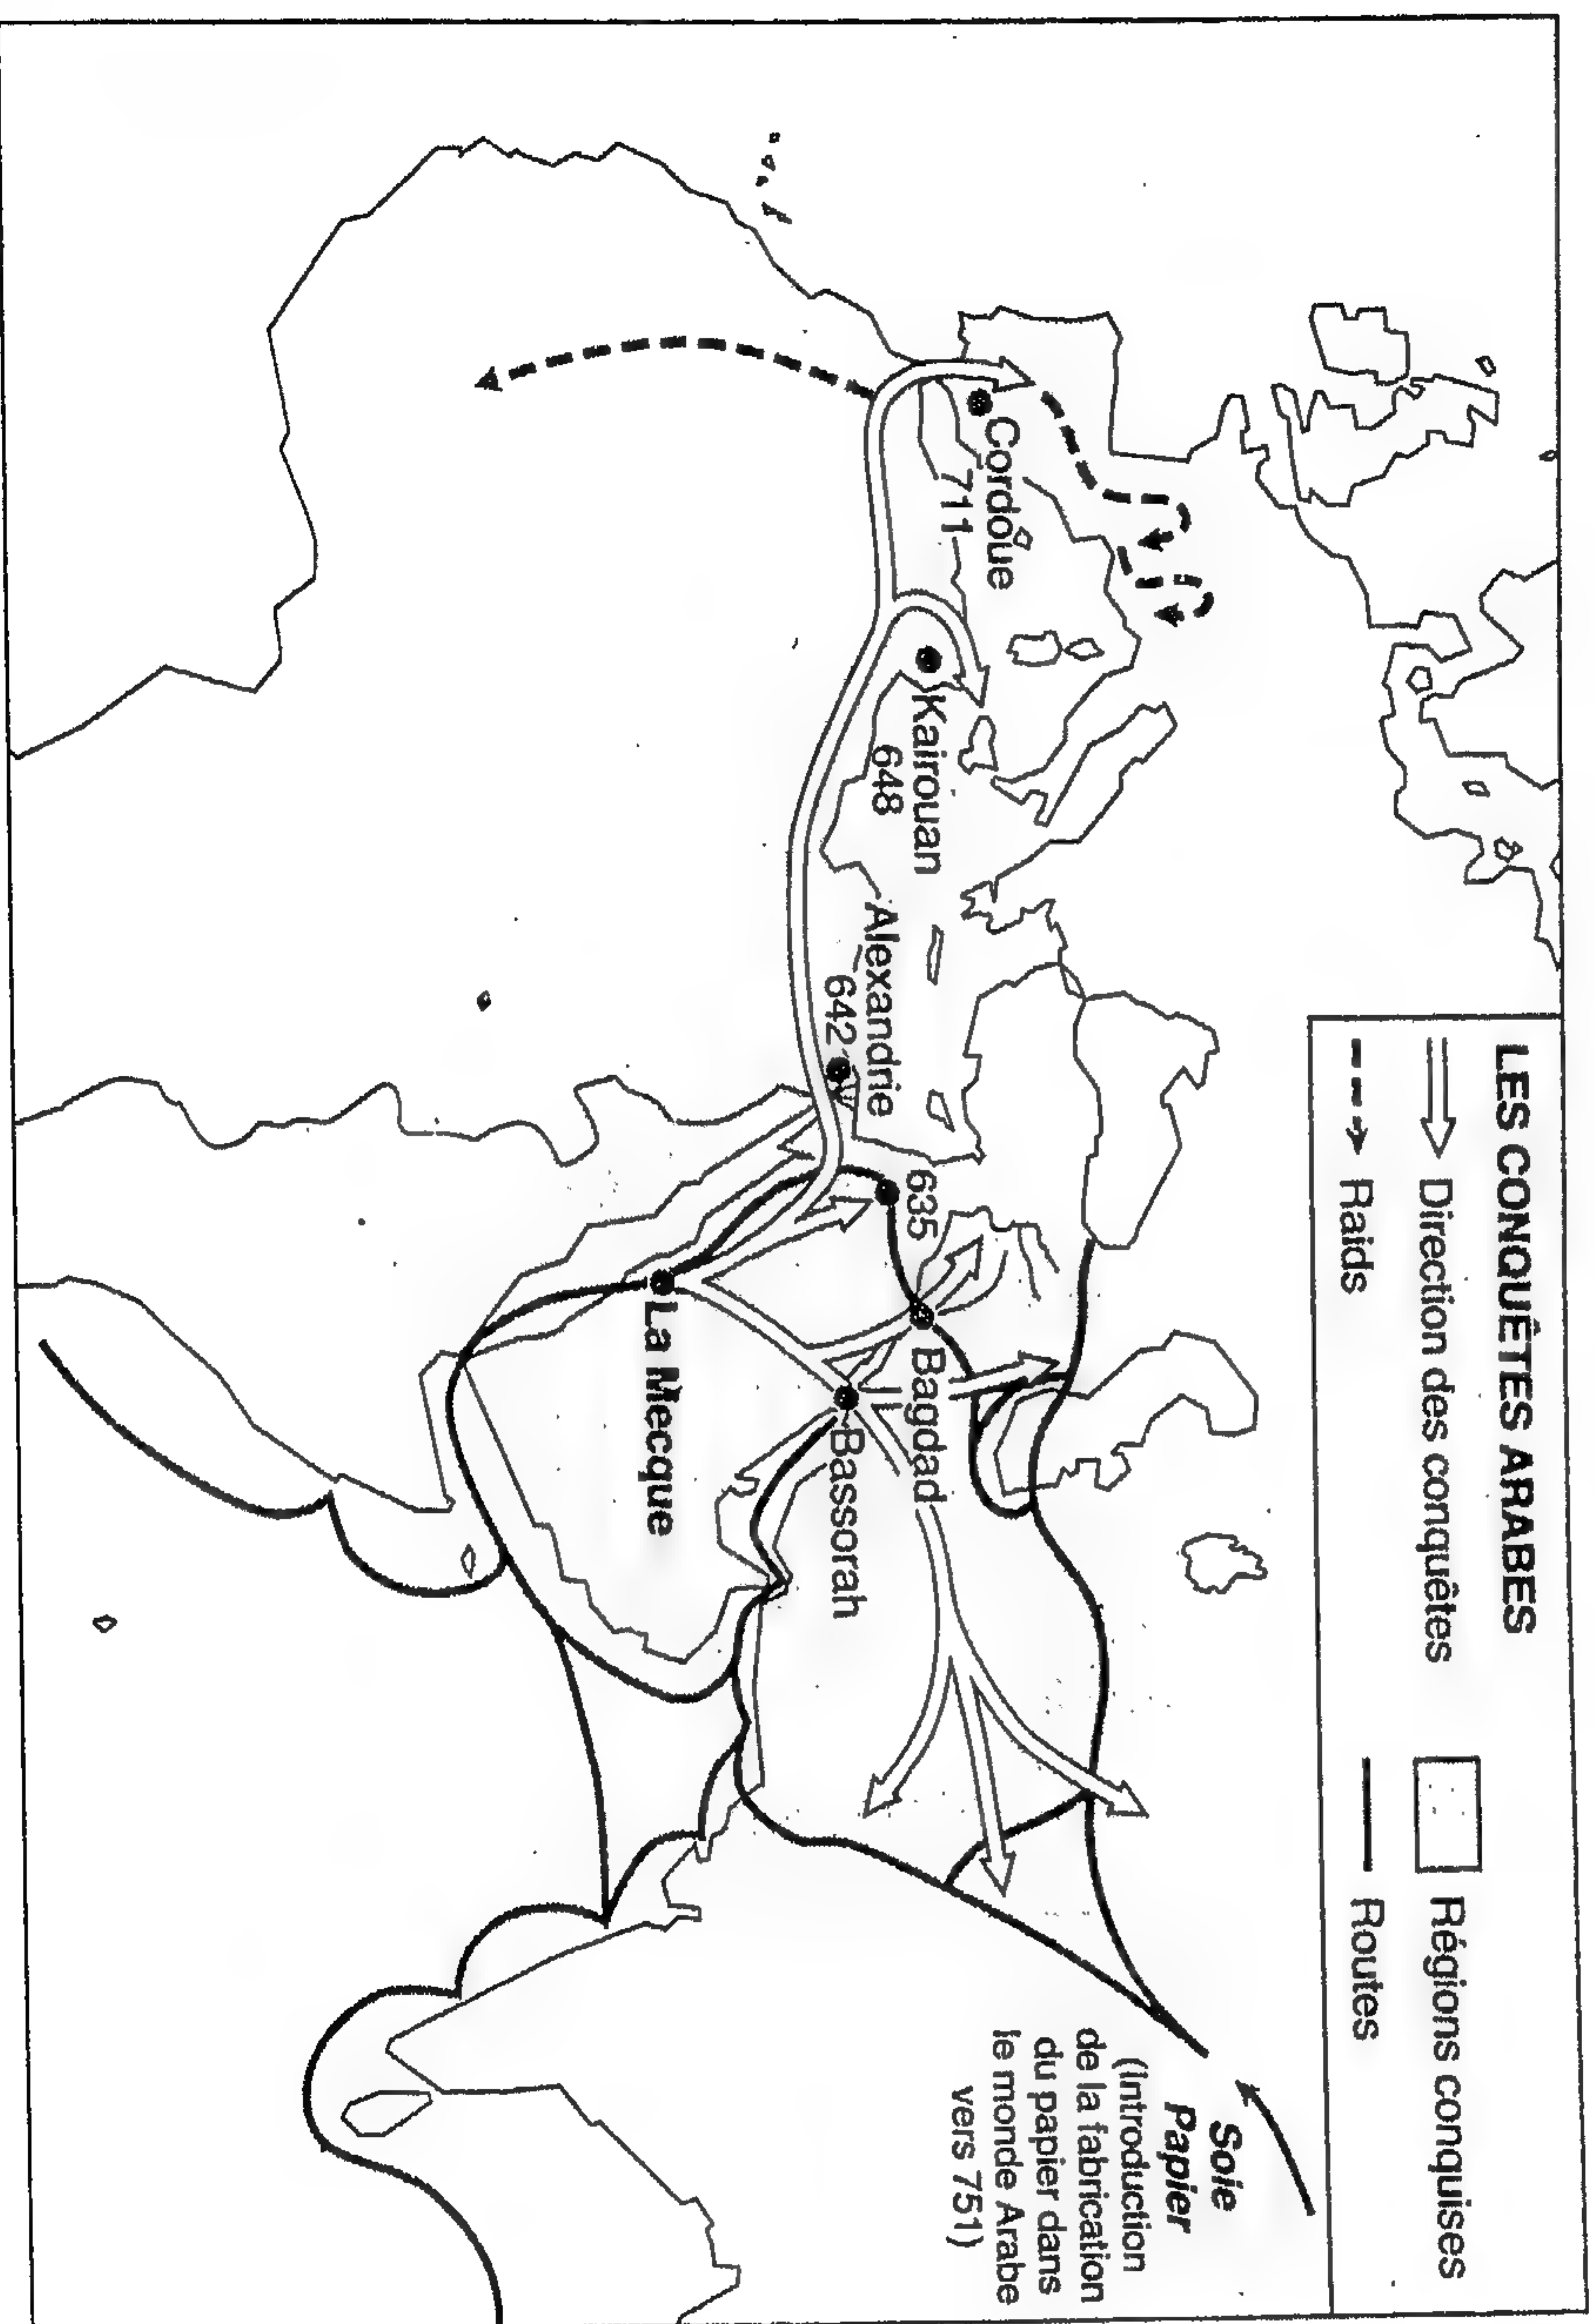 LES CONQUÊTES ARABES
Direction des conquêtes
Régions conquises
Raids
Routes
Cordoue
711
Kairouan
648
Alexandrie
642
635
Bagdad
Bassorah
La Mecque
Soie
Papier
(introduction
de la fabrication
du papier dans
le monde Arabe
vers 751)